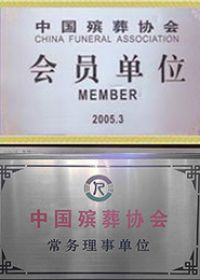 中国殡葬协会
CHINA FUNERAL ASSOCIATION
会员单位
MEMBER
2005.3
中国殡葬协会
常务理事单位